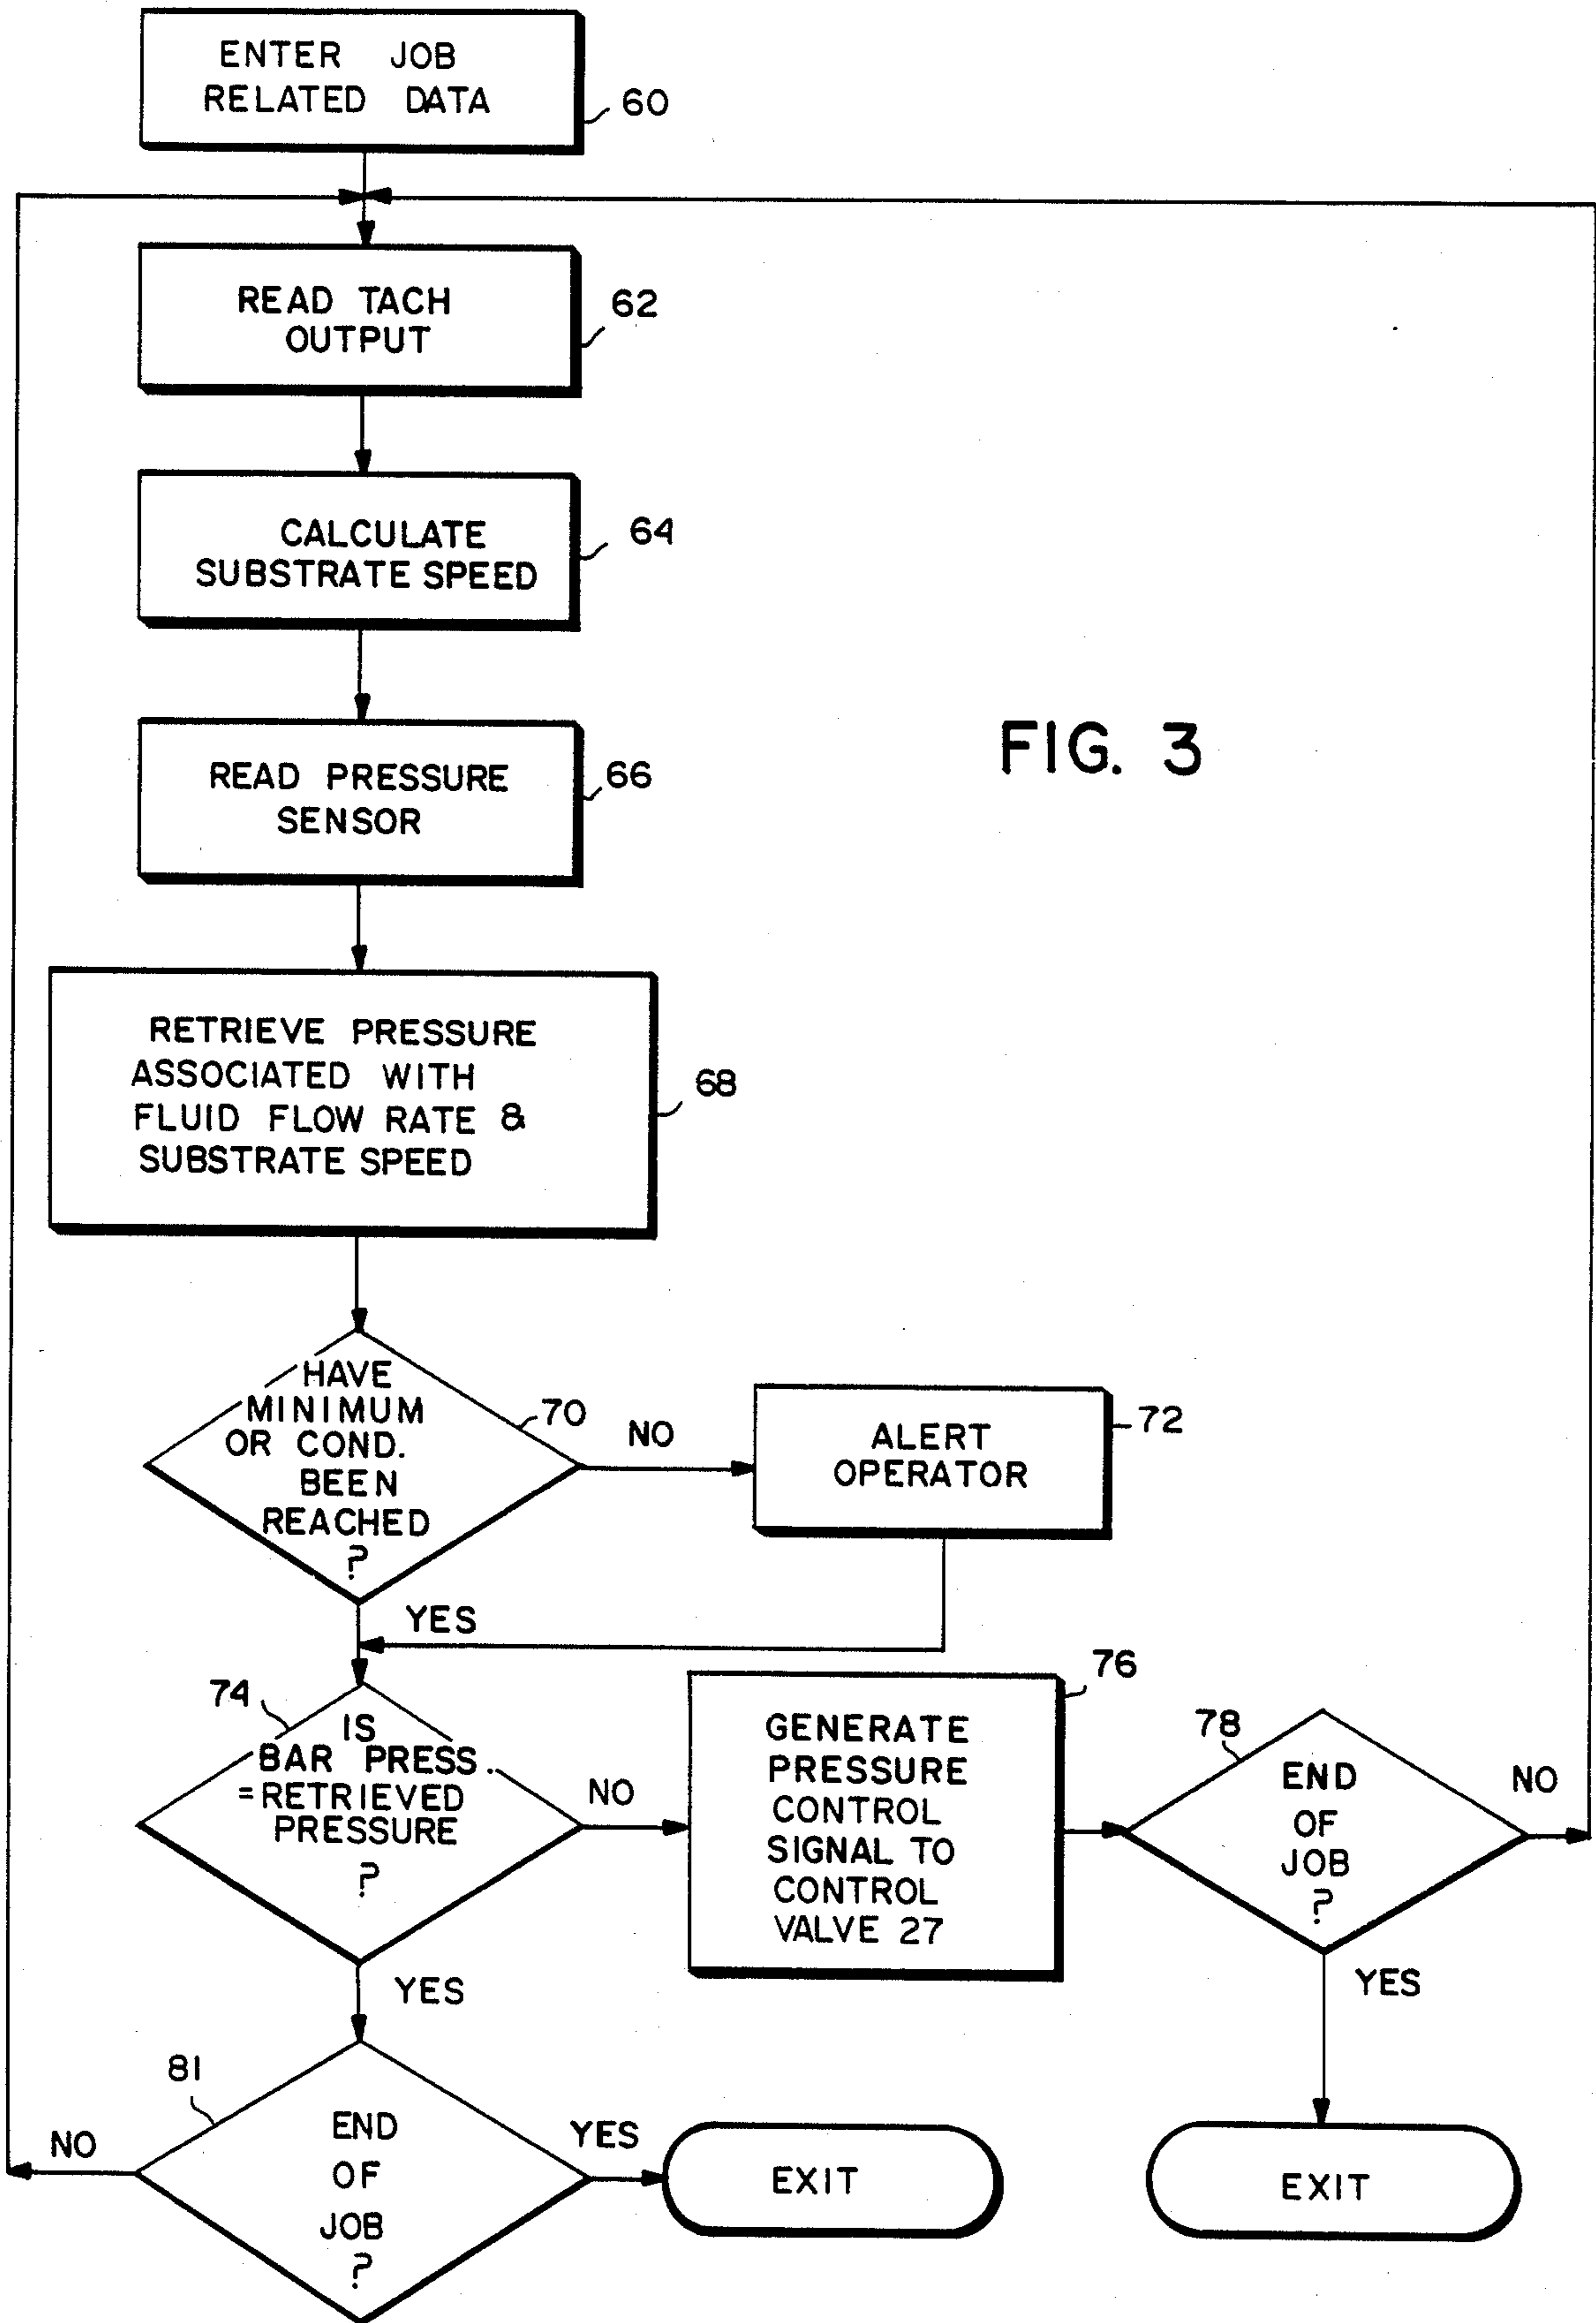 ENTER JOB
RELATED DATA
60
READ TACH
OUTPUT
62
CALCULATE
SUBSTRATE SPEED
64
FIG. 3
READ PRESSURE
SENSOR
66
RETRIEVE PRESSURE
ASSOCIATED WITH
FLUID FLOW RATE &
SUBSTRATE SPEED
68
HAVE
MINIMUM
OR COND.
BEEN
REACHED
?
70
NO
ALERT
OPERATOR
72
YES
74
IS
BAR PRESS.
=RETRIEVED
PRESSURE
?
NO
76
GENERATE
PRESSURE
CONTROL
SIGNAL TO
CONTROL
VALVE 27
78
END
OF
JOB
?
NO
YES
YES
81
END
OF
JOB
?
NO
YES
EXIT
EXIT